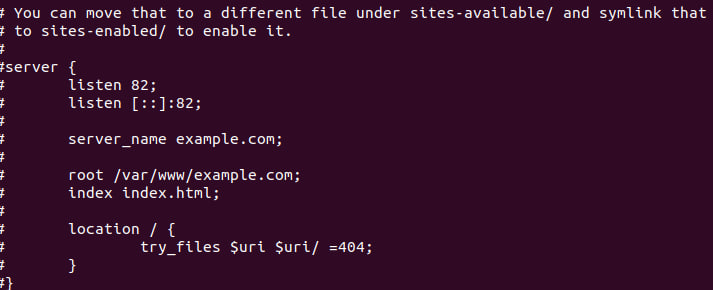 # You can move that to a different file under sites-available/ and symlink that
# to sites-enabled/ to enable it.
#
#server {
#       listen 82;
#       listen [::]:82;
#
#       server_name example.com;
#
#       root /var/www/example.com;
#       index index.html;
#
#       location / {
#               try_files $uri $uri/ =404;
#       }
#}